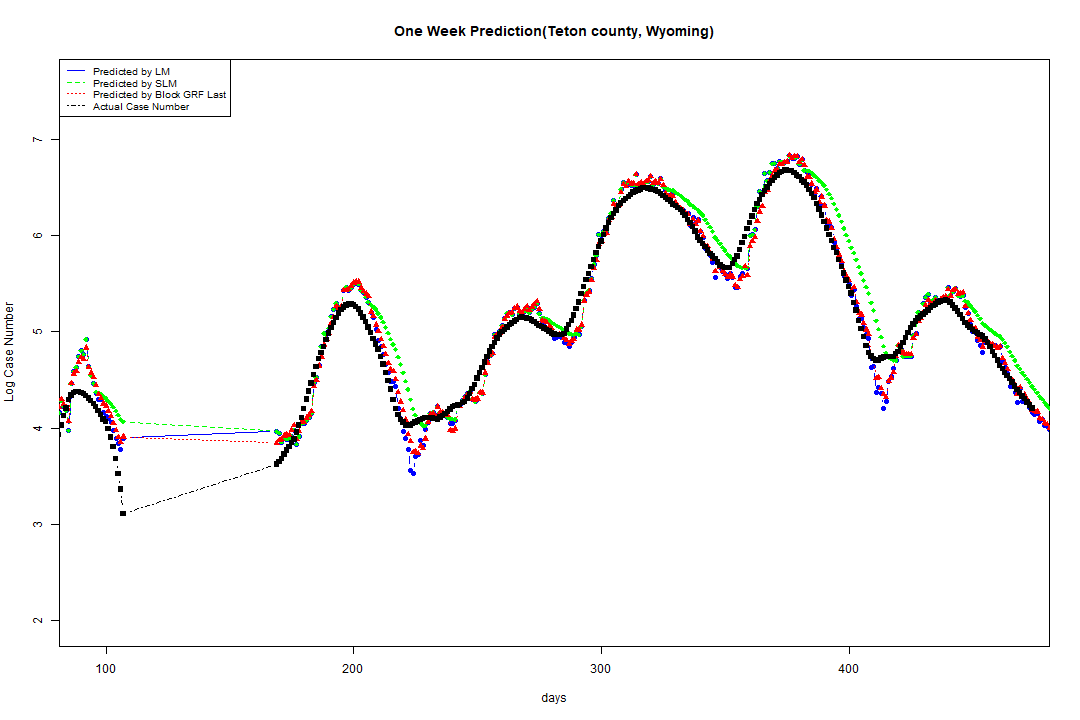 One Week Prediction(Teton county, Wyoming)
Predicted by LM
Predicted by SLM
Predicted by Block GRF Last
Actual Case Number
7
6
5
4
3
2
Log Case Number
100 200 300 400
days